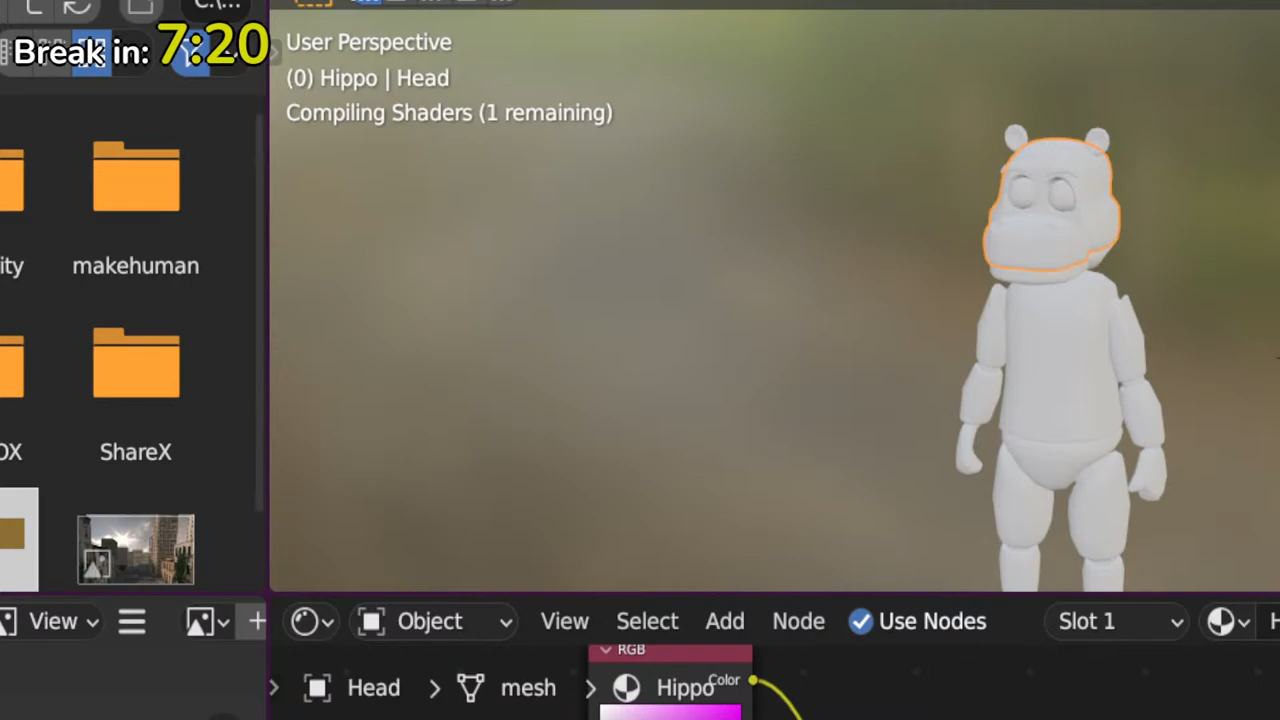 C:\...
Break in: 7:20
User Perspective
(0) Hippo | Head
Compiling Shaders (1 remaining)
ity
makehuman
OX
ShareX
View
Object
View
Select
Add
Node
Use Nodes
Slot 1
H
RGB
Head
mesh
Hippo
Color